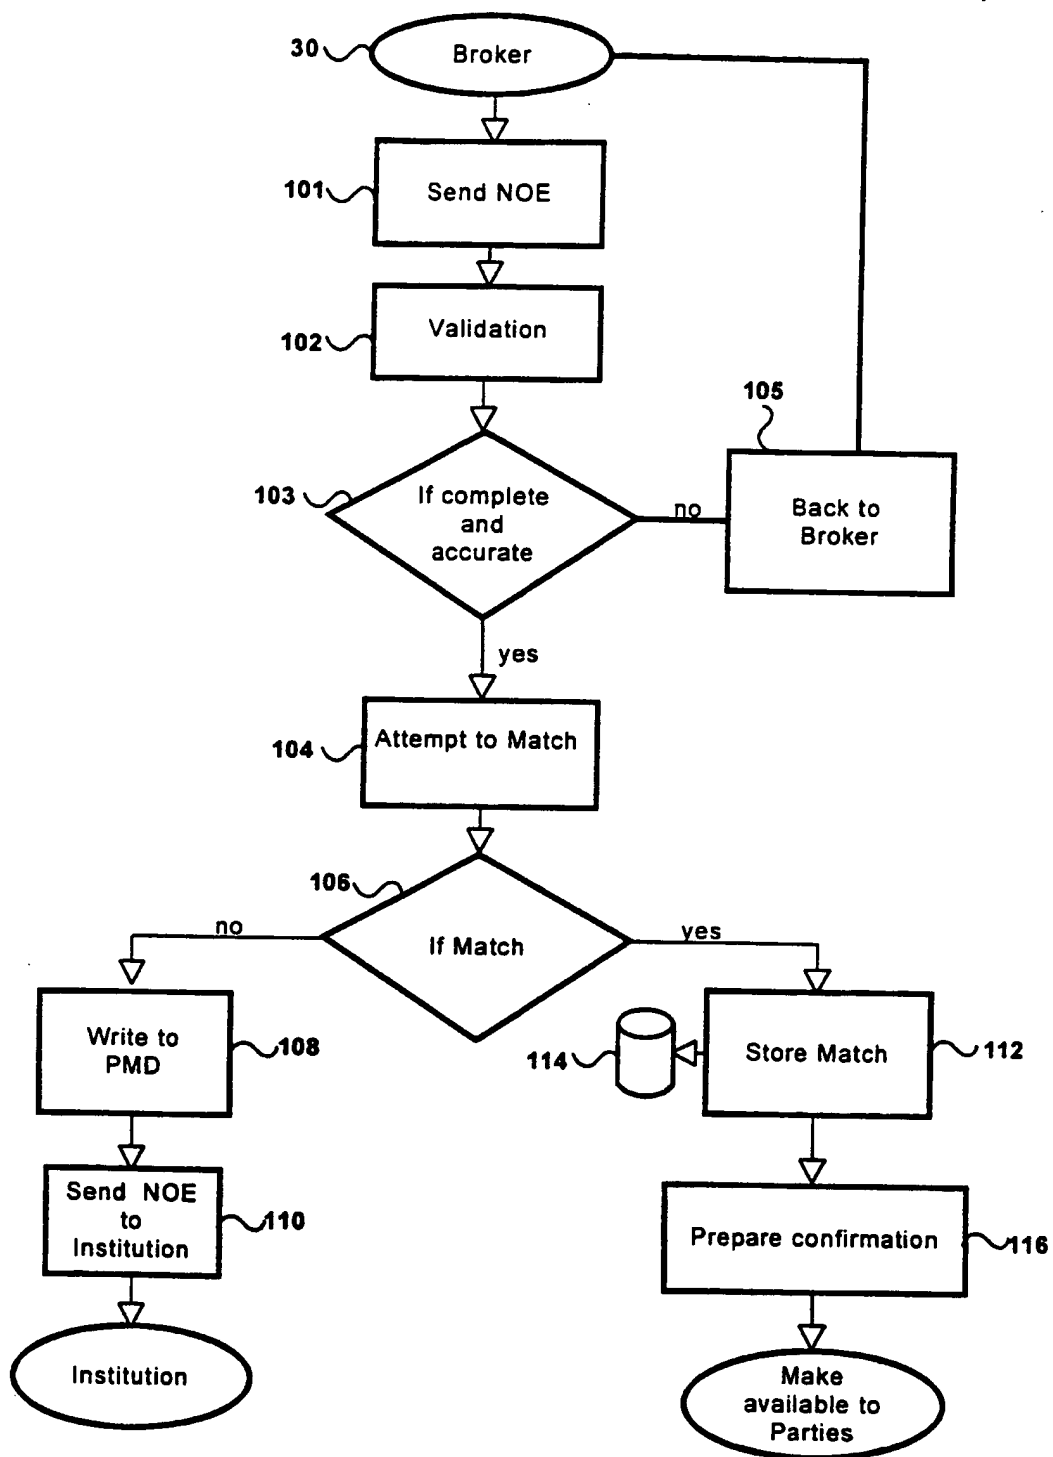 30
Broker
101
Send NOE
102
Validation
105
103
If complete
and
accurate
no
Back to
Broker
yes
104
Attempt to Match
106
no
If Match
yes
Write to
PMD
108
114
Store Match
112
Send NOE
to
Institution
110
Prepare confirmation
116
Institution
Make
available to
Parties